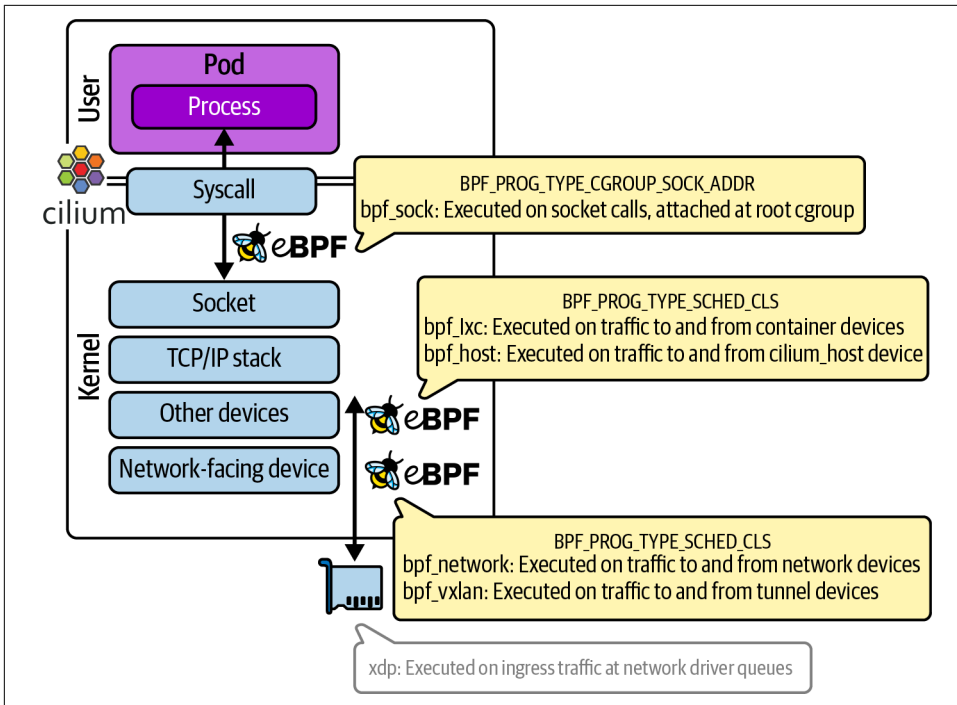 User
Pod
Process
cilium
Syscall
BPF_PROG_TYPE_CGROUP_SOCK_ADDR
bpf_sock: Executed on socket calls, attached at root cgroup
eBPF
Kernel
Socket
TCP/IP stack
Other devices
Network-facing device
BPF_PROG_TYPE_SCHED_CLS
bpf_lxc: Executed on traffic to and from container devices
bpf_host: Executed on traffic to and from cilium_host device
eBPF
eBPF
BPF_PROG_TYPE_SCHED_CLS
bpf_network: Executed on traffic to and from network devices
bpf_vxlan: Executed on traffic to and from tunnel devices
xdp: Executed on ingress traffic at network driver queues